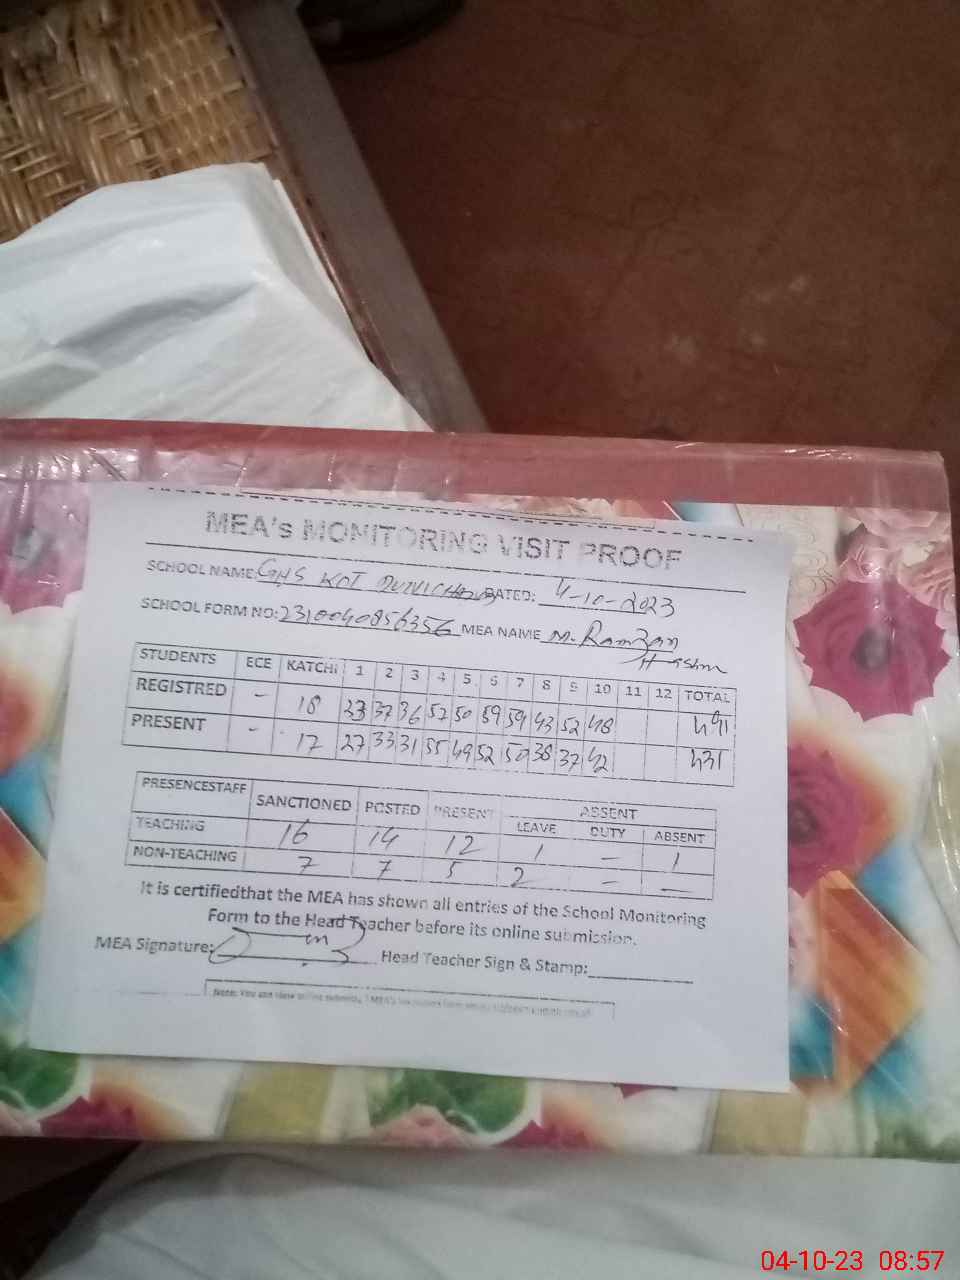 MEA's MONITORING VISIT PROOF
SCHOOL NAME: GHS KOT DATED: 4-10-2023
SCHOOL FORM NO: 2310040856356 MEA NAME M. Ramzan
STUDENTS ECE KATCHI 1 2 3 4 5 6 7 8 9 10 11 12 TOTAL
REGISTRED - 18 33 37 36 57 50 59 59 43 52 48 491
PRESENT - 17 27 33 31 55 49 52 50 38 37 42 431
PRESENCESTAFF SANCTIONED POSTED PRESENT ABSENT
LEAVE DUTY ABSENT
TEACHING 16 14 12 1 - 1
NON-TEACHING 7 7 5 2 - -
It is certifiedthat the MEA has shown all entries of the School Monitoring
Form to the Head Teacher before its online submission.
MEA Signature: Head Teacher Sign & Stamp:
Note: You can
04-10-23 08:57